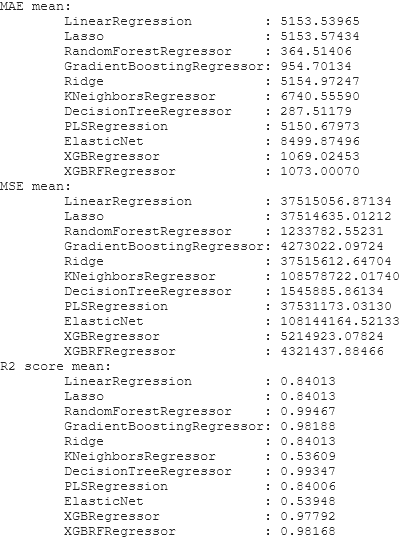 MAE mean:
LinearRegression : 5153.53965
Lasso : 5153.57434
RandomForestRegressor : 364.51406
GradientBoostingRegressor: 954.70134
Ridge : 5154.97247
KNeighborsRegressor : 6740.55590
DecisionTreeRegressor : 287.51179
PLSRegression : 5150.67973
ElasticNet : 8499.87496
XGBRegressor : 1069.02453
XGBRFRegressor : 1073.00070
MSE mean:
LinearRegression : 37515056.87134
Lasso : 37514635.01212
RandomForestRegressor : 1233782.55231
GradientBoostingRegressor: 4273022.09724
Ridge : 37515612.64704
KNeighborsRegressor : 108578722.01740
DecisionTreeRegressor : 1545885.86134
PLSRegression : 37531173.03130
ElasticNet : 108144164.52133
XGBRegressor : 5214923.07824
XGBRFRegressor : 4321437.88466
R2 score mean:
LinearRegression : 0.84013
Lasso : 0.84013
RandomForestRegressor : 0.99467
GradientBoostingRegressor: 0.98188
Ridge : 0.84013
KNeighborsRegressor : 0.53609
DecisionTreeRegressor : 0.99347
PLSRegression : 0.84006
ElasticNet : 0.53948
XGBRegressor : 0.97792
XGBRFRegressor : 0.98168